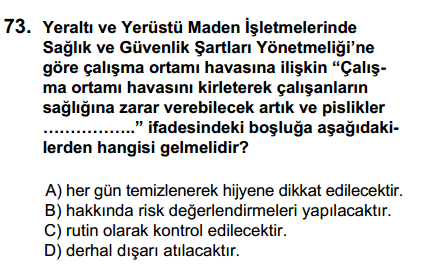 73. Yeraltı ve Yerüstü Maden İşletmelerinde
Sağlık ve Güvenlik Şartları Yönetmeliği’ne
göre çalışma ortamı havasına ilişkin “Çalış-
ma ortamı havasını kirleterek çalışanların
sağlığına zarar verebilecek artık ve pislikler
……………..” ifadesindeki boşluğa aşağıdaki-
lerden hangisi gelmelidir?
A) her gün temizlenerek hijyene dikkat edilecektir.
B) hakkında risk değerlendirmeleri yapılacaktır.
C) rutin olarak kontrol edilecektir.
D) derhal dışarı atılacaktır.